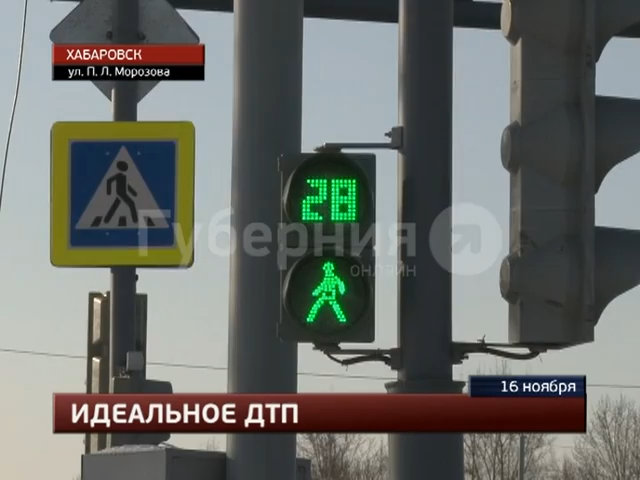 ХАБАРОВСК
ул. П. Л. Морозова
28
Губерния
онлайн
16 ноября
ИДЕАЛЬНОЕ ДТП